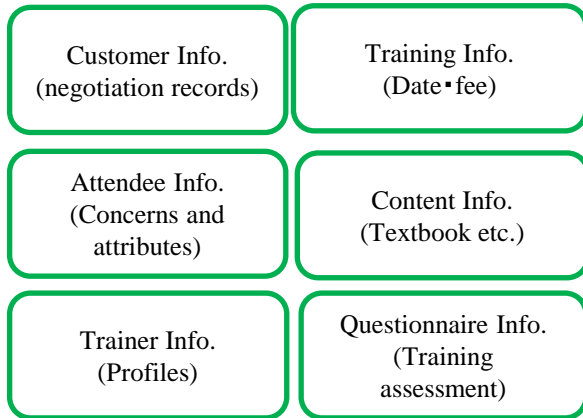 Customer Info.
(negotiation records)
Training Info.
(Date･fee)
Attendee Info.
(Concerns and
attributes)
Content Info.
(Textbook etc.)
Trainer Info.
(Profiles)
Questionnaire Info.
(Training
assessment)